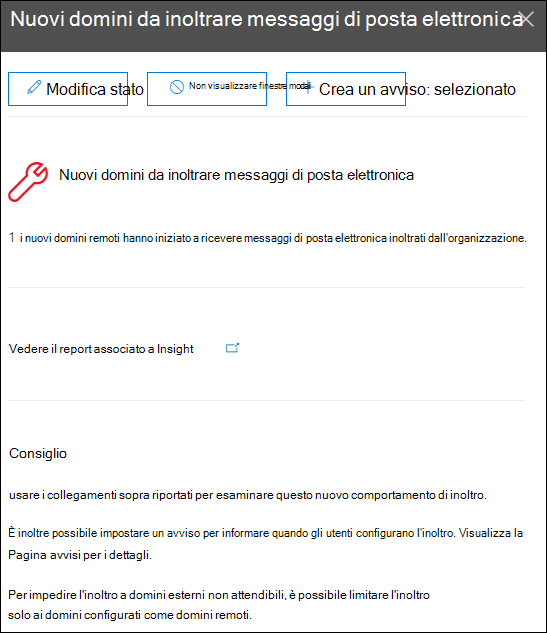 Nuovi domini da inoltrare messaggi di posta elettronica
Modifica stato
Non visualizzare finestre modali
Crea un avviso: selezionato
Nuovi domini da inoltrare messaggi di posta elettronica
1 i nuovi domini remoti hanno iniziato a ricevere messaggi di posta elettronica inoltrati dall'organizzazione.
Vedere il report associato a Insight
Consiglio
usare i collegamenti sopra riportati per esaminare questo nuovo comportamento di inoltro.
È inoltre possibile impostare un avviso per informare quando gli utenti configurano l'inoltro. Visualizza la
Pagina avvisi per i dettagli.
Per impedire l'inoltro a domini esterni non attendibili, è possibile limitare l'inoltro
solo ai domini configurati come domini remoti.